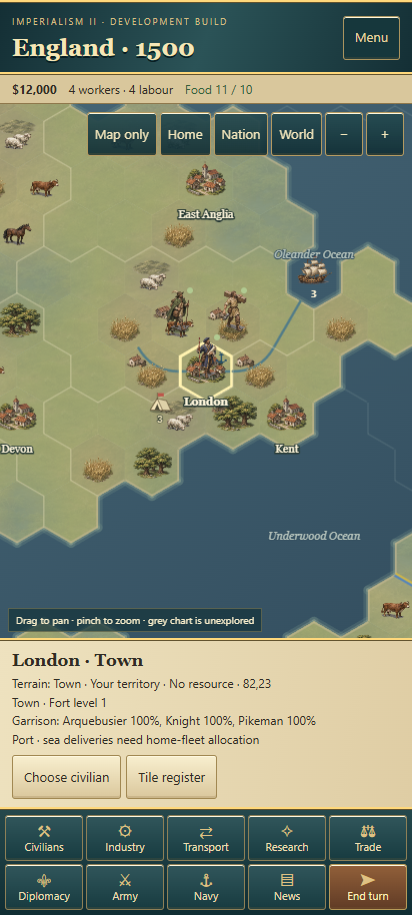 IMPERIALISM II · DEVELOPMENT BUILD
England · 1500
Menu
$12,000 4 workers · 4 labour Food 11 / 10
Map only Home Nation World − +
East Anglia
Oleander Ocean
3
London
3
Devon
Kent
Underwood Ocean
Drag to pan · pinch to zoom · grey chart is unexplored
London · Town
Terrain: Town · Your territory · No resource · 82,23
Town · Fort level 1
Garrison: Arquebusier 100%, Knight 100%, Pikeman 100%
Port · sea deliveries need home-fleet allocation
Choose civilian Tile register
Civilians Industry Transport Research Trade
Diplomacy Army Navy News End turn